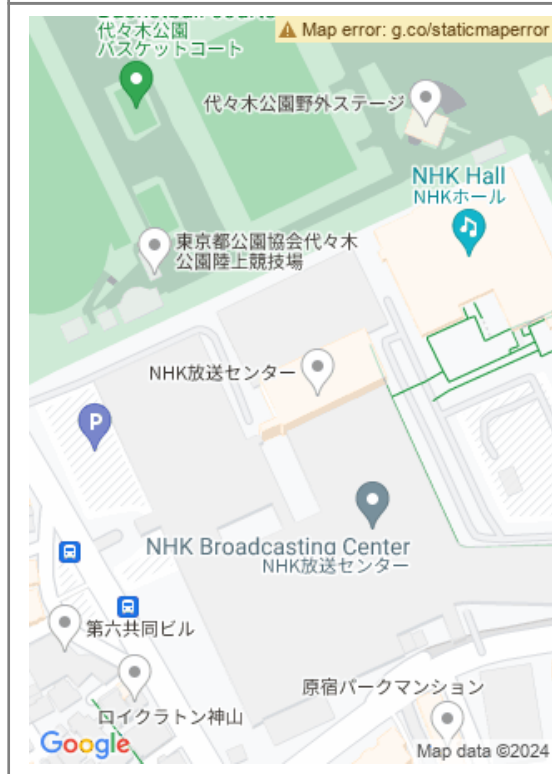 Basketball courts
代々木公園
バスケットコート
Map error: g.co/staticmaperror
代々木公園野外ステージ
NHK Hall
NHKホール
東京都公園協会代々木
公園陸上競技場
NHK放送センター
P
NHK Broadcasting Center
NHK放送センター
第六共同ビル
原宿パークマンション
ロイクラトン神山
Google
Map data ©2024